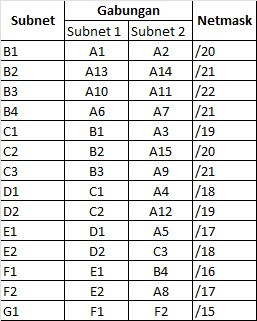 Subnet Gabungan Netmask
Subnet 1 Subnet 2
B1 A1 A2 /20
B2 A13 A14 /21
B3 A10 A11 /22
B4 A6 A7 /21
C1 B1 A3 /19
C2 B2 A15 /20
C3 B3 A9 /21
D1 C1 A4 /18
D2 C2 A12 /19
E1 D1 A5 /17
E2 D2 C3 /18
F1 E1 B4 /16
F2 E2 A8 /17
G1 F1 F2 /15